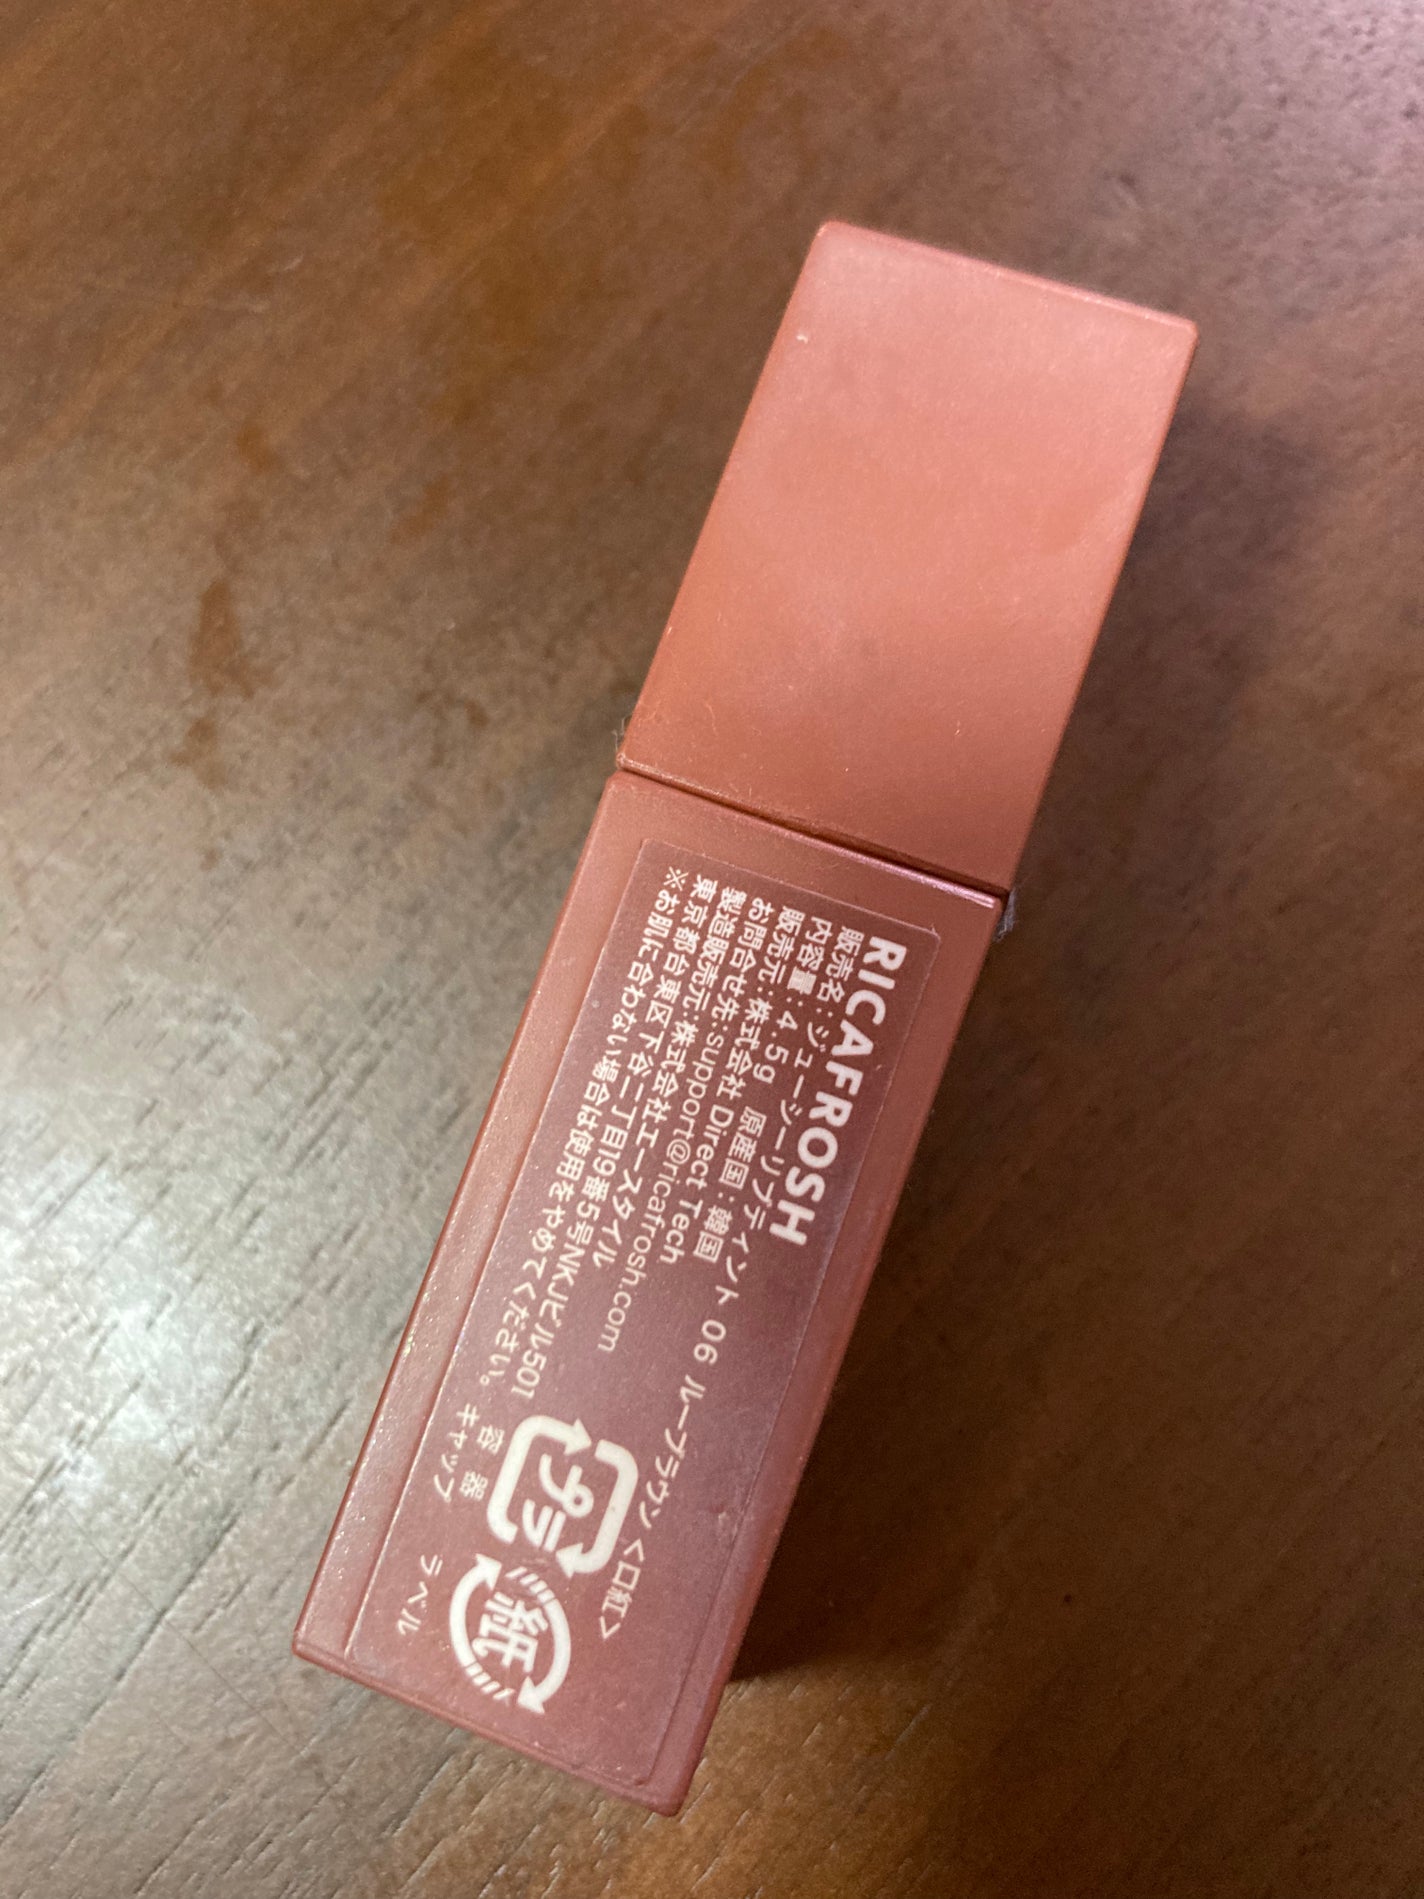 RICAFROSH
販売名：ジューシーリブティント 06 ルーブラウン <口紅>
内容量：4.5g 原産国：韓国
販売元：株式会社 Direct Tech
お問合せ先:support@ricafrosh.com
製造販売元:株式会社エースタイル
東京都台東区下谷二丁目19番5号NKJビル501
※お肌に合わない場合は使用をやめてください。
プラ
容器
キャップ
紙
ラベル